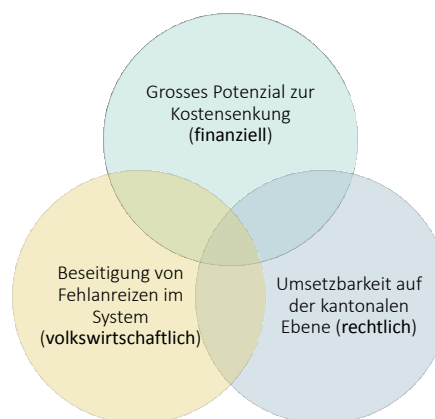 Grosses Potenzial zur
Kostensenkung
(finanziell)
Beseitigung von
Fehlanreizen im
System
(volkswirtschaftlich)
Umsetzbarkeit auf
der kantonalen
Ebene (rechtlich)